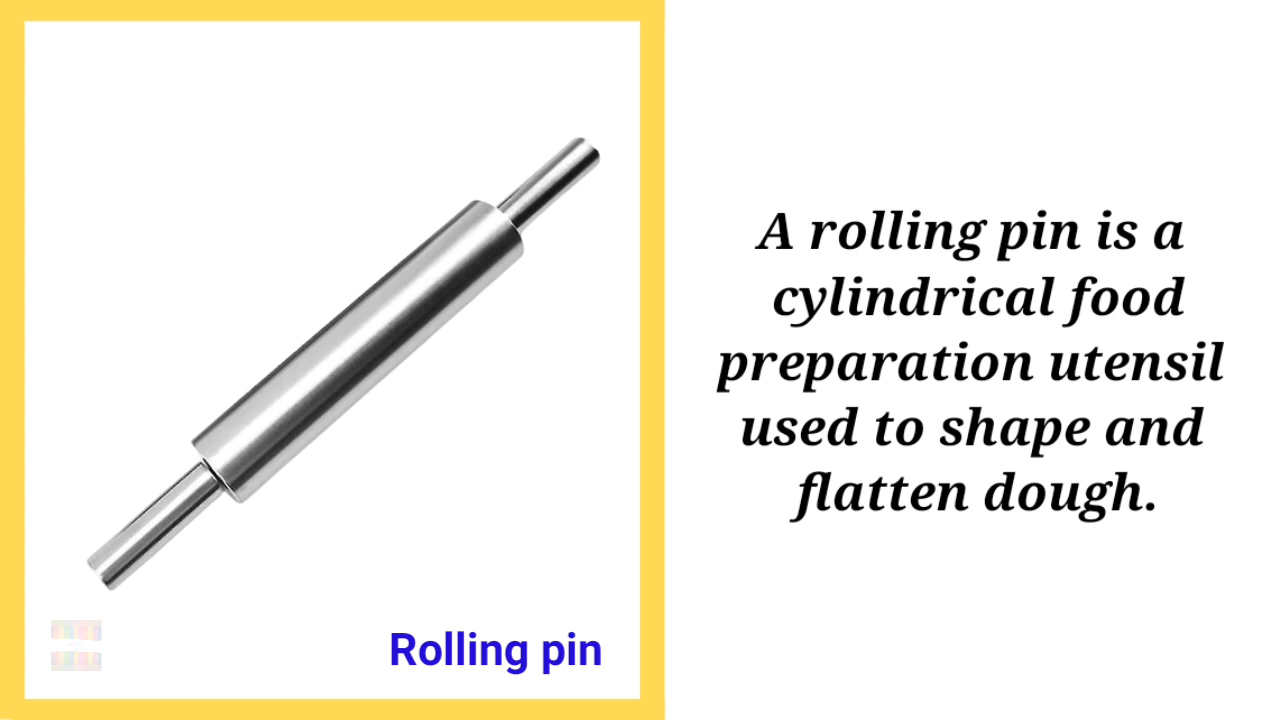 Rolling pin
A rolling pin is a
cylindrical food
preparation utensil
used to shape and
flatten dough.